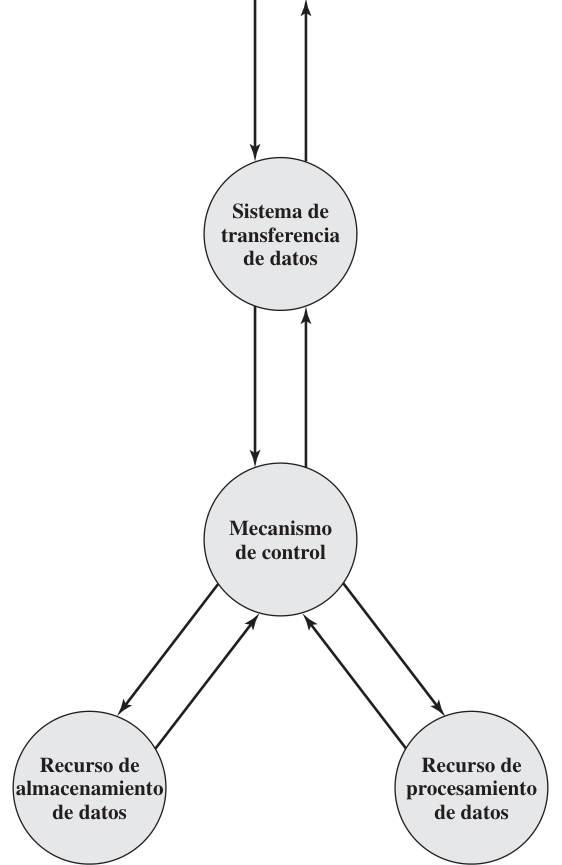 Sistema de
transferencia
de datos
Mecanismo
de control
Recurso de
almacenamiento
de datos
Recurso de
procesamiento
de datos